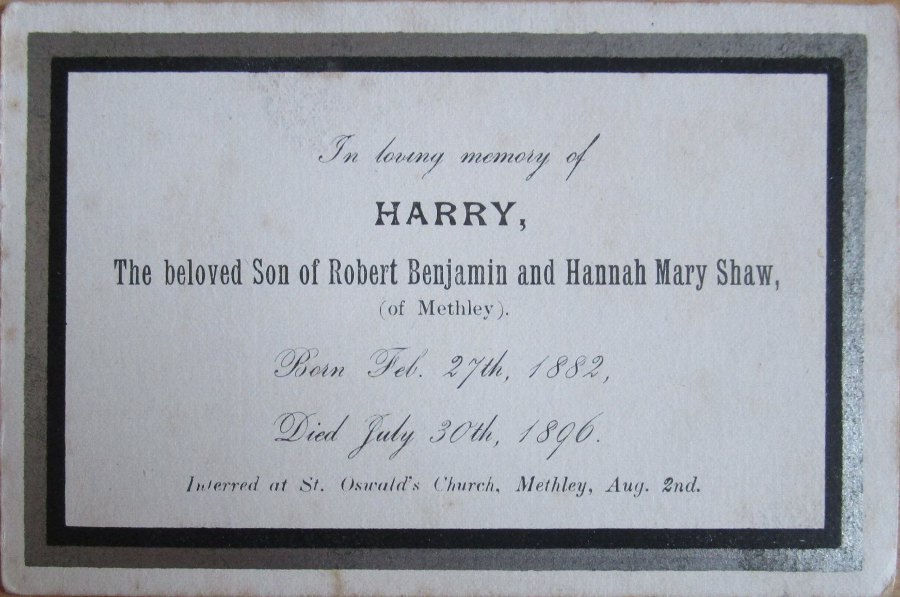 In loving memory of
HARRY,
The beloved Son of Robert Benjamin and Hannah Mary Shaw,
(of Methley).
Born Feb. 27th, 1882,
Died July 30th, 1896.
Interred at St. Oswald's Church, Methley, Aug. 2nd.